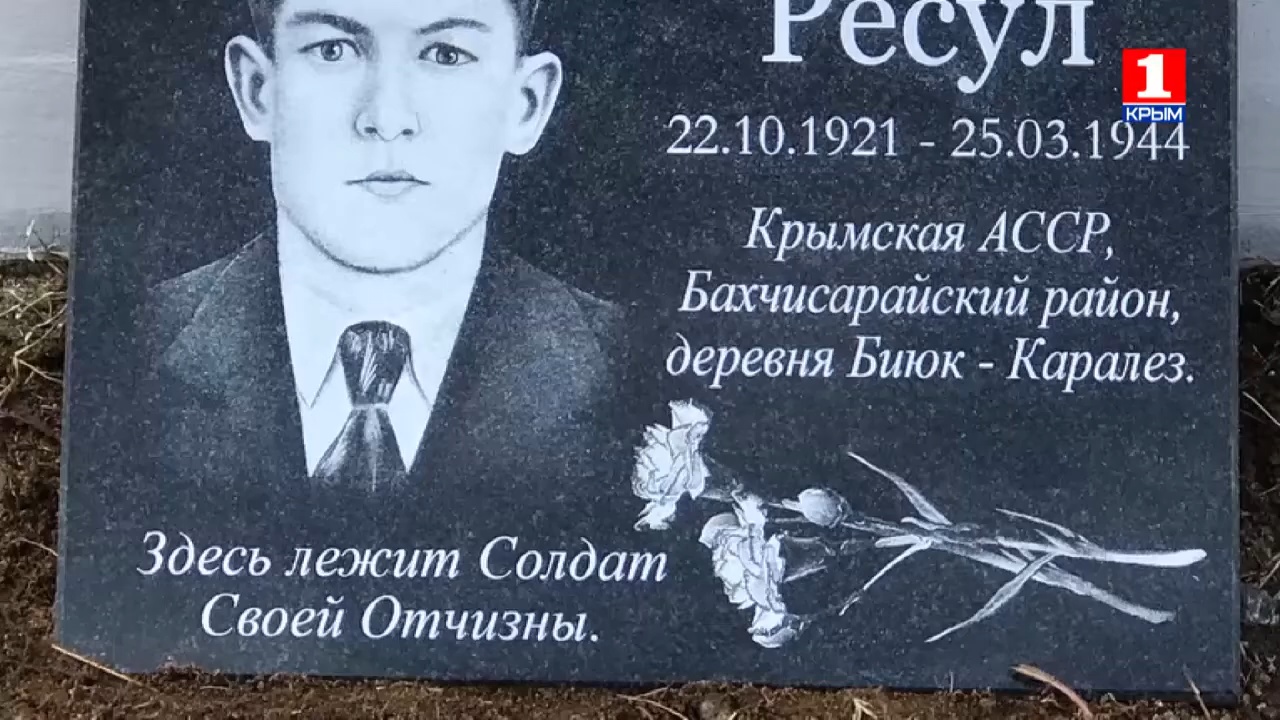 Ресул
1
КРЫМ
22.10.1921 - 25.03.1944
Крымская АССР,
Бахчисарайский район,
деревня Биюк - Каралез.
Здесь лежит Солдат
Своей Отчизны.